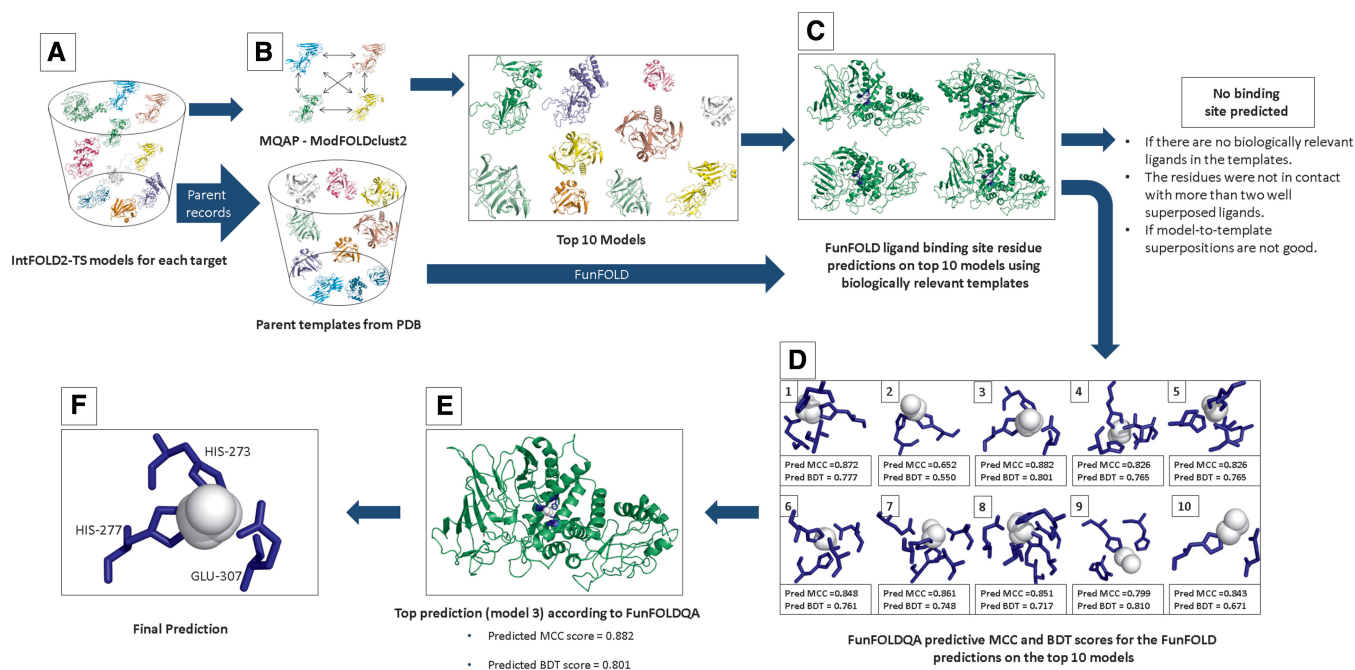 A
IntFOLD2-TS models for each target
Parent
records
B
MQAP - ModFOLDclust2
Parent templates from PDB
Top 10 Models
FunFOLD
C
FunFOLD ligand binding site residue
predictions on top 10 models using
biologically relevant templates
No binding
site predicted
• If there are no biologically relevant
ligands in the templates.
• The residues were not in contact
with more than two well
superposed ligands.
• If model-to-template
superpositions are not good.
D
1
Pred MCC =0.872
Pred BDT = 0.777
2
Pred MCC =0.652
Pred BDT = 0.550
3
Pred MCC =0.882
Pred BDT = 0.801
4
Pred MCC =0.826
Pred BDT = 0.765
5
Pred MCC =0.826
Pred BDT = 0.765
6
Pred MCC =0.848
Pred BDT = 0.761
7
Pred MCC =0.861
Pred BDT = 0.748
8
Pred MCC =0.851
Pred BDT = 0.717
9
Pred MCC =0.799
Pred BDT = 0.810
10
Pred MCC =0.843
Pred BDT = 0.671
FunFOLDQA predictive MCC and BDT scores for the FunFOLD
predictions on the top 10 models
E
Top prediction (model 3) according to FunFOLDQA
• Predicted MCC score = 0.882
• Predicted BDT score = 0.801
F
HIS-273
HIS-277
GLU-307
Final Prediction